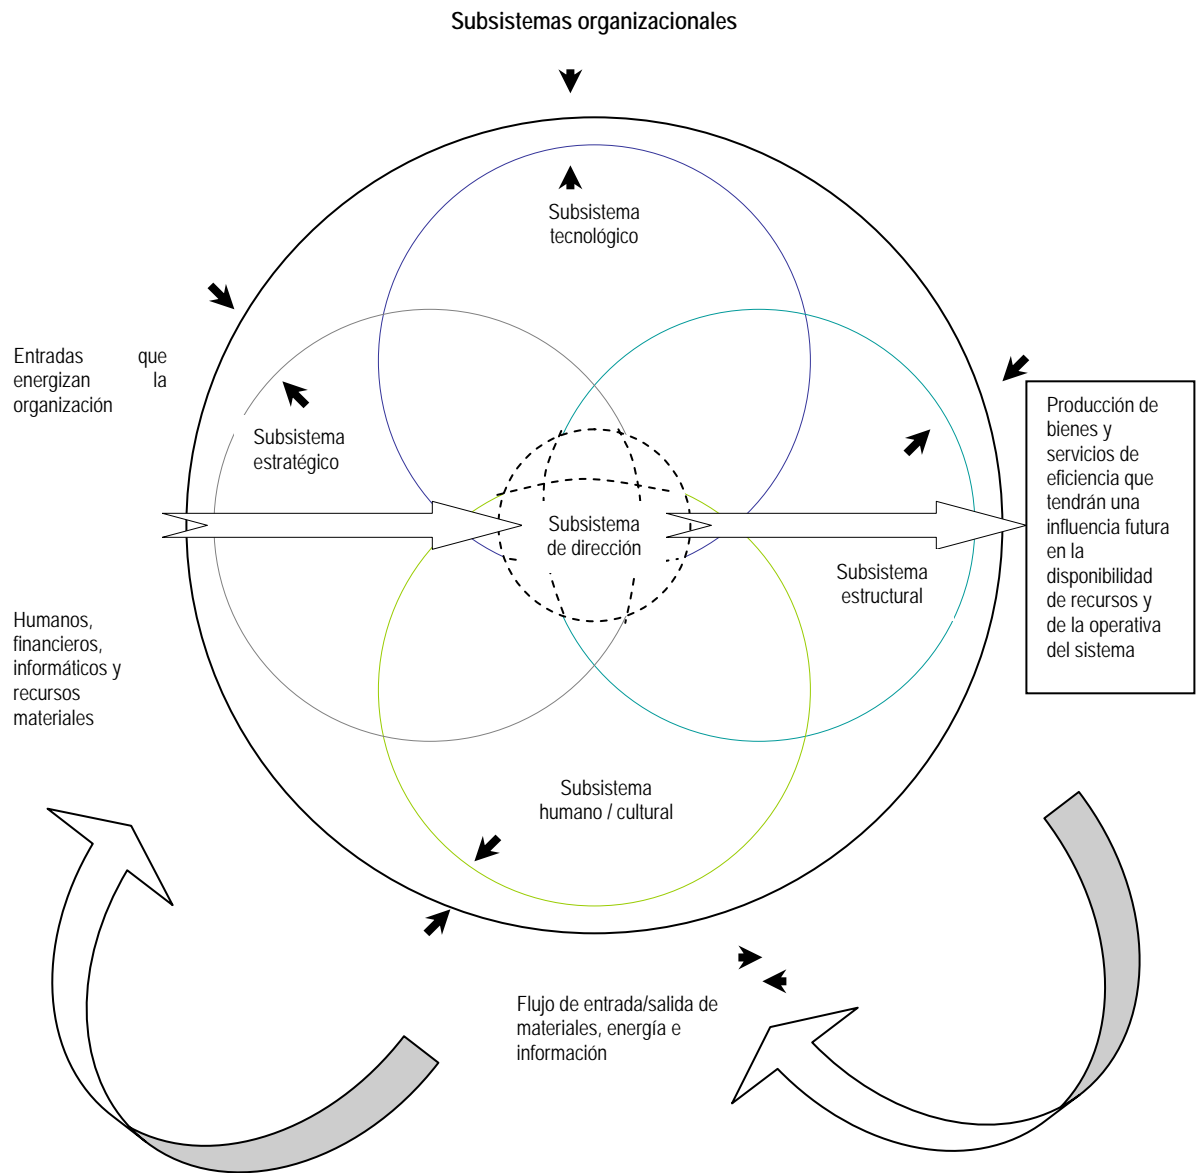 Subsistemas organizacionales
Subsistema
tecnológico
Entradas que
energizan la
organización
Subsistema
estratégico
Subsistema
de dirección
Subsistema
estructural
Producción de
bienes y
servicios de
eficiencia que
tendrán una
influencia futura
en la
disponibilidad
de recursos y
de la operativa
del sistema
Humanos,
financieros,
informáticos y
recursos
materiales
Subsistema
humano / cultural
Flujo de entrada/salida de
materiales, energía e
información